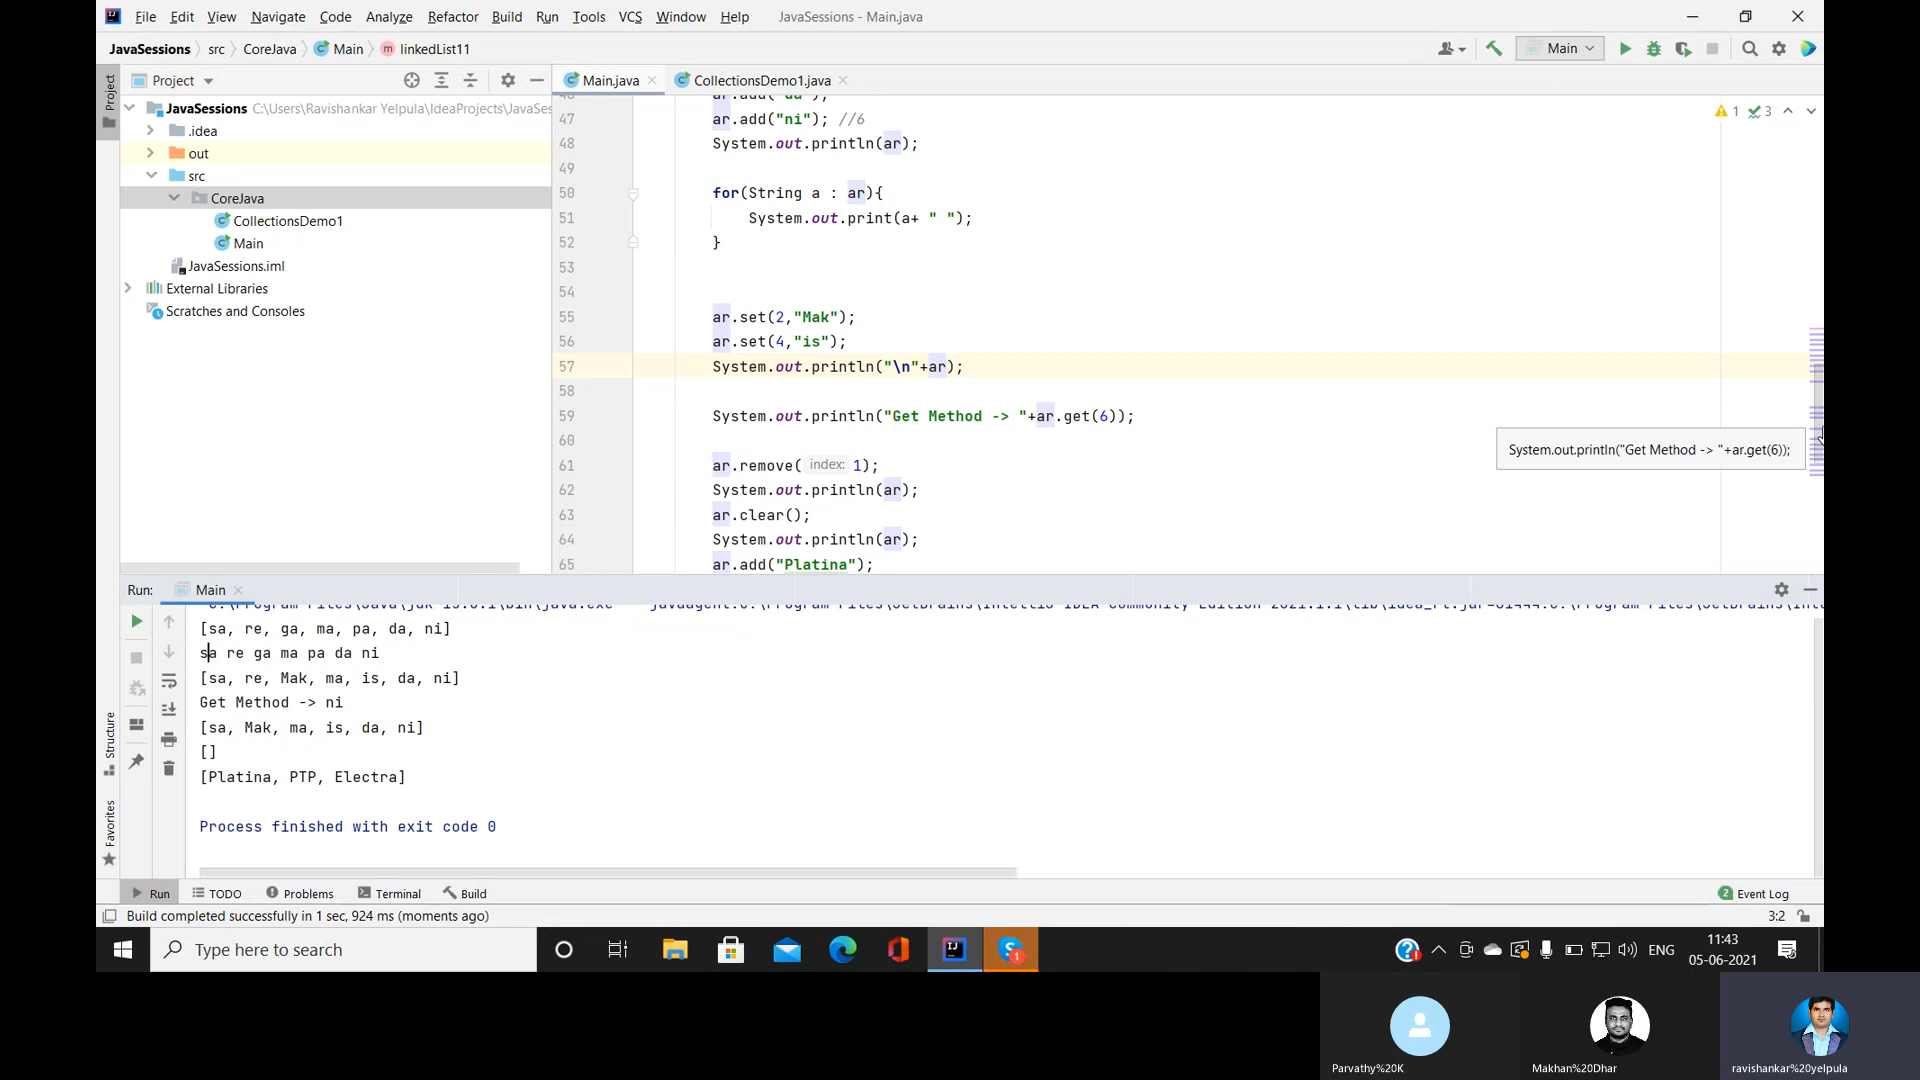 File Edit View Navigate Code Analyze Refactor Build Run Tools VCS Window Help JavaSessions - Main.java
JavaSessions src CoreJava Main linkedList11
Main
Project
Project
Main.java
CollectionsDemo1.java
JavaSessions C:\Users\Ravishankar Yelpula\IdeaProjects\JavaSes
.idea
out
src
CoreJava
CollectionsDemo1
Main
JavaSessions.iml
External Libraries
Scratches and Consoles
1 3
47 ar.add("ni"); //6
48 System.out.println(ar);
49
50 for(String a : ar){
51 System.out.print(a+ " ");
52 }
53
54
55 ar.set(2,"Mak");
56 ar.set(4,"is");
57 System.out.println("\n"+ar);
58
59 System.out.println("Get Method -> "+ar.get(6));
60
61 ar.remove( index: 1);
62 System.out.println(ar);
63 ar.clear();
64 System.out.println(ar);
65 ar.add("Platina");
System.out.println("Get Method -> "+ar.get(6));
Run: Main
[sa, re, ga, ma, pa, da, ni]
sa re ga ma pa da ni
[sa, re, Mak, ma, is, da, ni]
Get Method -> ni
[sa, Mak, ma, is, da, ni]
[]
[Platina, PTP, Electra]
Process finished with exit code 0
Structure
Favorites
Run TODO Problems Terminal Build
2 Event Log
Build completed successfully in 1 sec, 924 ms (moments ago)
3:2
Type here to search
ENG
11:43
05-06-2021
Parvathy%20K
Makhan%20Dhar
ravishankar%20yelpula